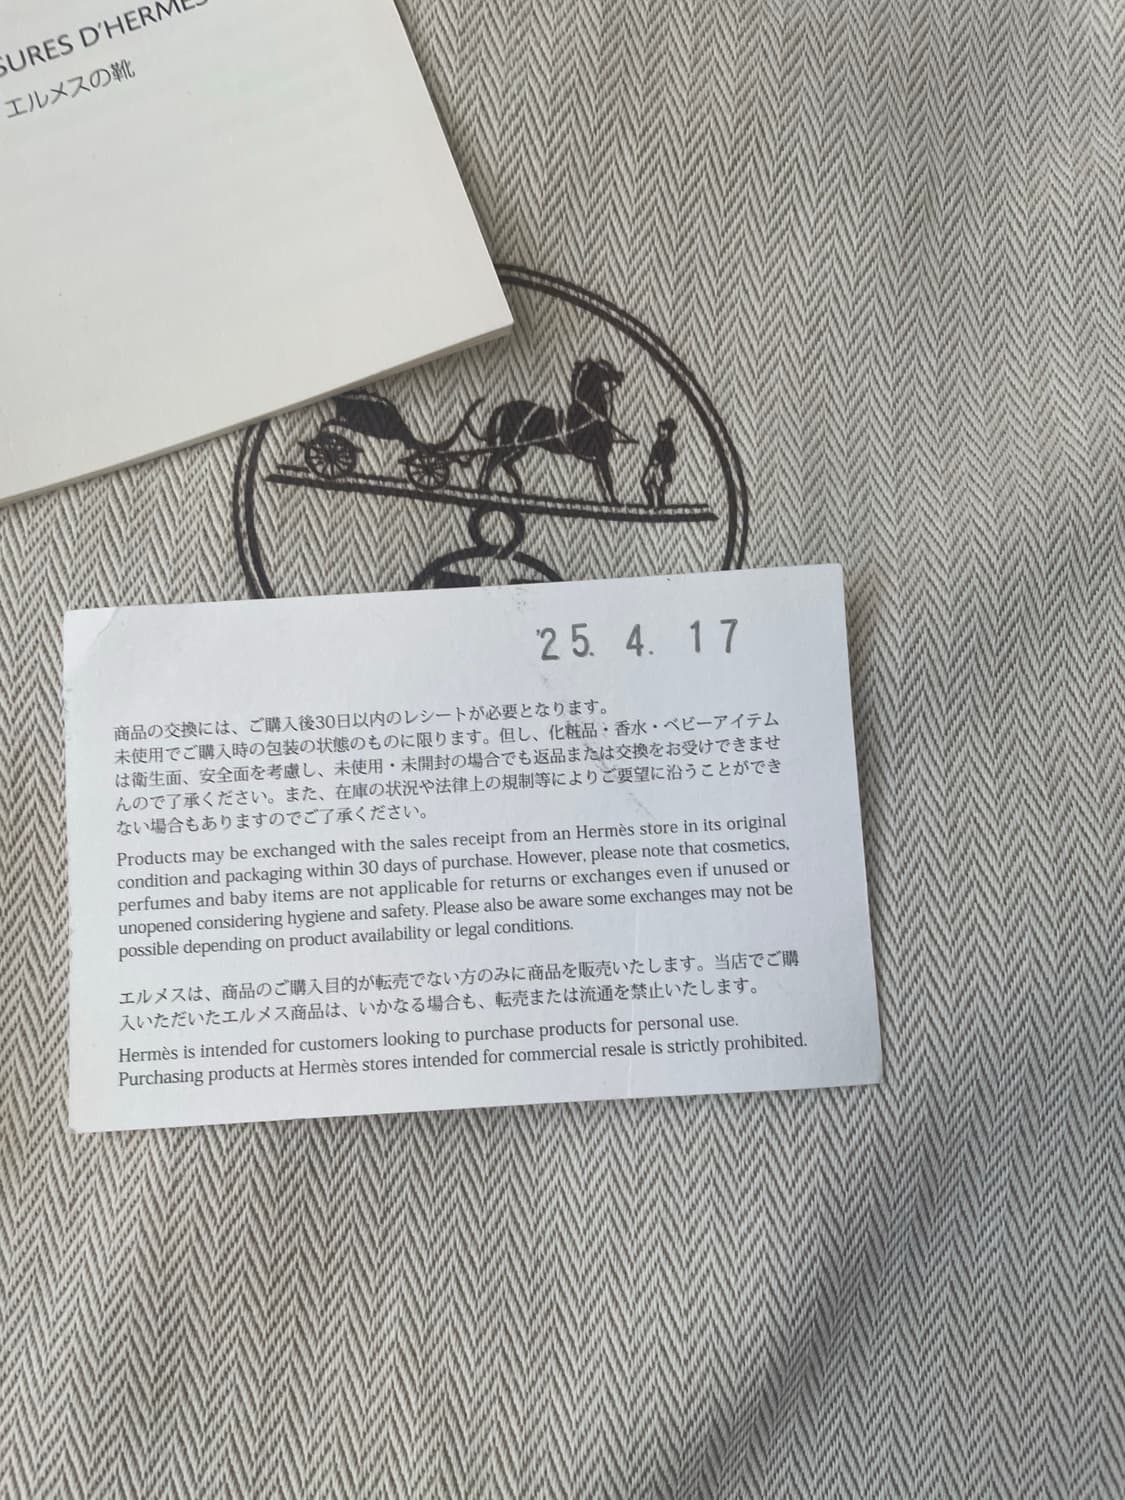 D'HERMÈS
エルメスの靴
'25. 4. 17
商品の交換には、ご購入後30日以内のレシートが必要となります。
未使用でご購入時の包装の状態のものに限ります。但し、化粧品・香水・ベビーアイテム
は衛生面、安全面を考慮し、未使用・未開封の場合でも返品または交換をお受けできませ
んので了承ください。また、在庫の状況や法律上の規制等によりご要望に沿うことができ
ない場合もありますのでご了承ください。
Products may be exchanged with the sales receipt from an Hermès store in its original
condition and packaging within 30 days of purchase. However, please note that cosmetics,
perfumes and baby items are not applicable for returns or exchanges even if unused or
unopened considering hygiene and safety. Please also be aware some exchanges may not be
possible depending on product availability or legal conditions.
エルメスは、商品のご購入目的が転売でない方のみに商品を販売いたします。当店でご購
入いただいたエルメス商品は、いかなる場合も、転売または流通を禁止いたします。
Hermès is intended for customers looking to purchase products for personal use.
Purchasing products at Hermès stores intended for commercial resale is strictly prohibited.